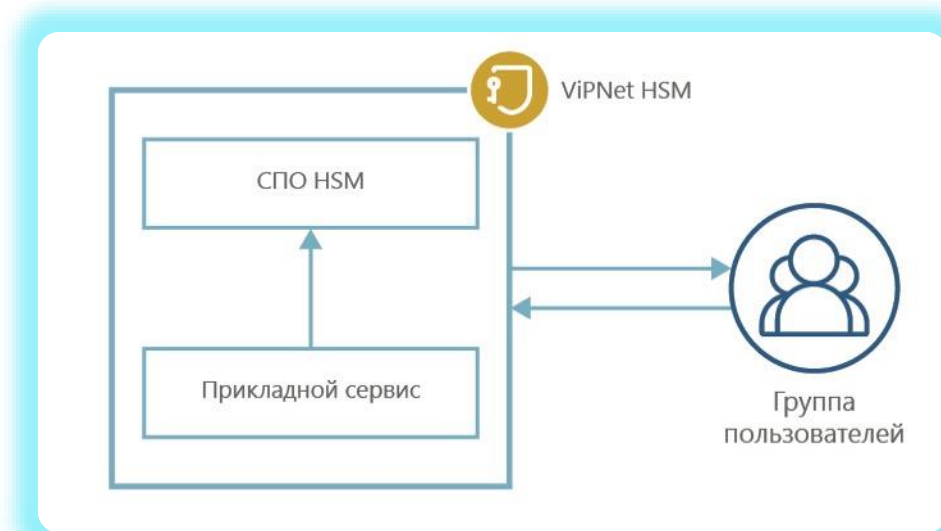 ViPNet HSM
СПО HSM
Прикладной сервис
Группа
пользователей